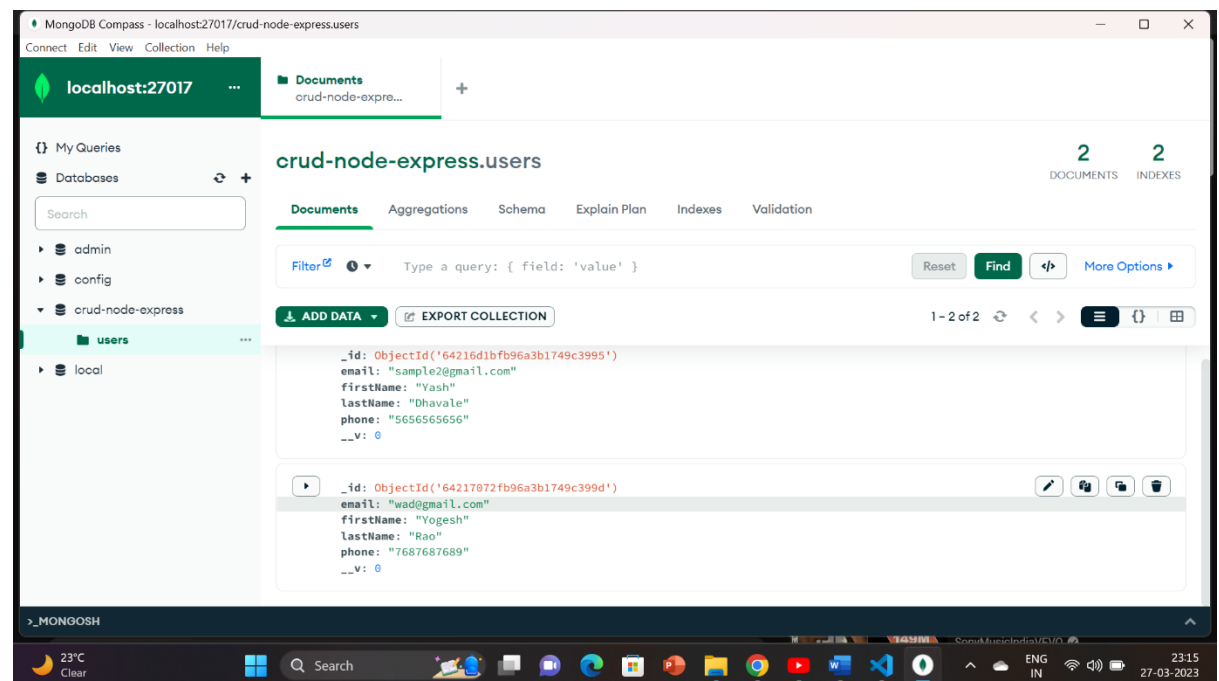 MongoDB Compass - localhost:27017/crud-node-express.users
Connect Edit View Collection Help
localhost:27017 ...
Documents
crud-node-expre...
+
{} My Queries
Databases
Search
admin
config
crud-node-express
users ...
local
crud-node-express.users
2
DOCUMENTS
2
INDEXES
Documents Aggregations Schema Explain Plan Indexes Validation
Filter Type a query: { field: 'value' } Reset Find </> More Options
ADD DATA EXPORT COLLECTION 1 - 2 of 2 {}
_id: ObjectId('64216d1bfb96a3b1749c3995')
email: "sample2@gmail.com"
firstName: "Yash"
lastName: "Dhavale"
phone: "5656565656"
__v: 0
_id: ObjectId('64217072fb96a3b1749c399d')
email: "wad@gmail.com"
firstName: "Yogesh"
lastName: "Rao"
phone: "7687687689"
__v: 0
>_MONGOSH
149M SonyMusicIndiaVEVO
23°C
Clear
Search
ENG
IN
23:15
27-03-2023